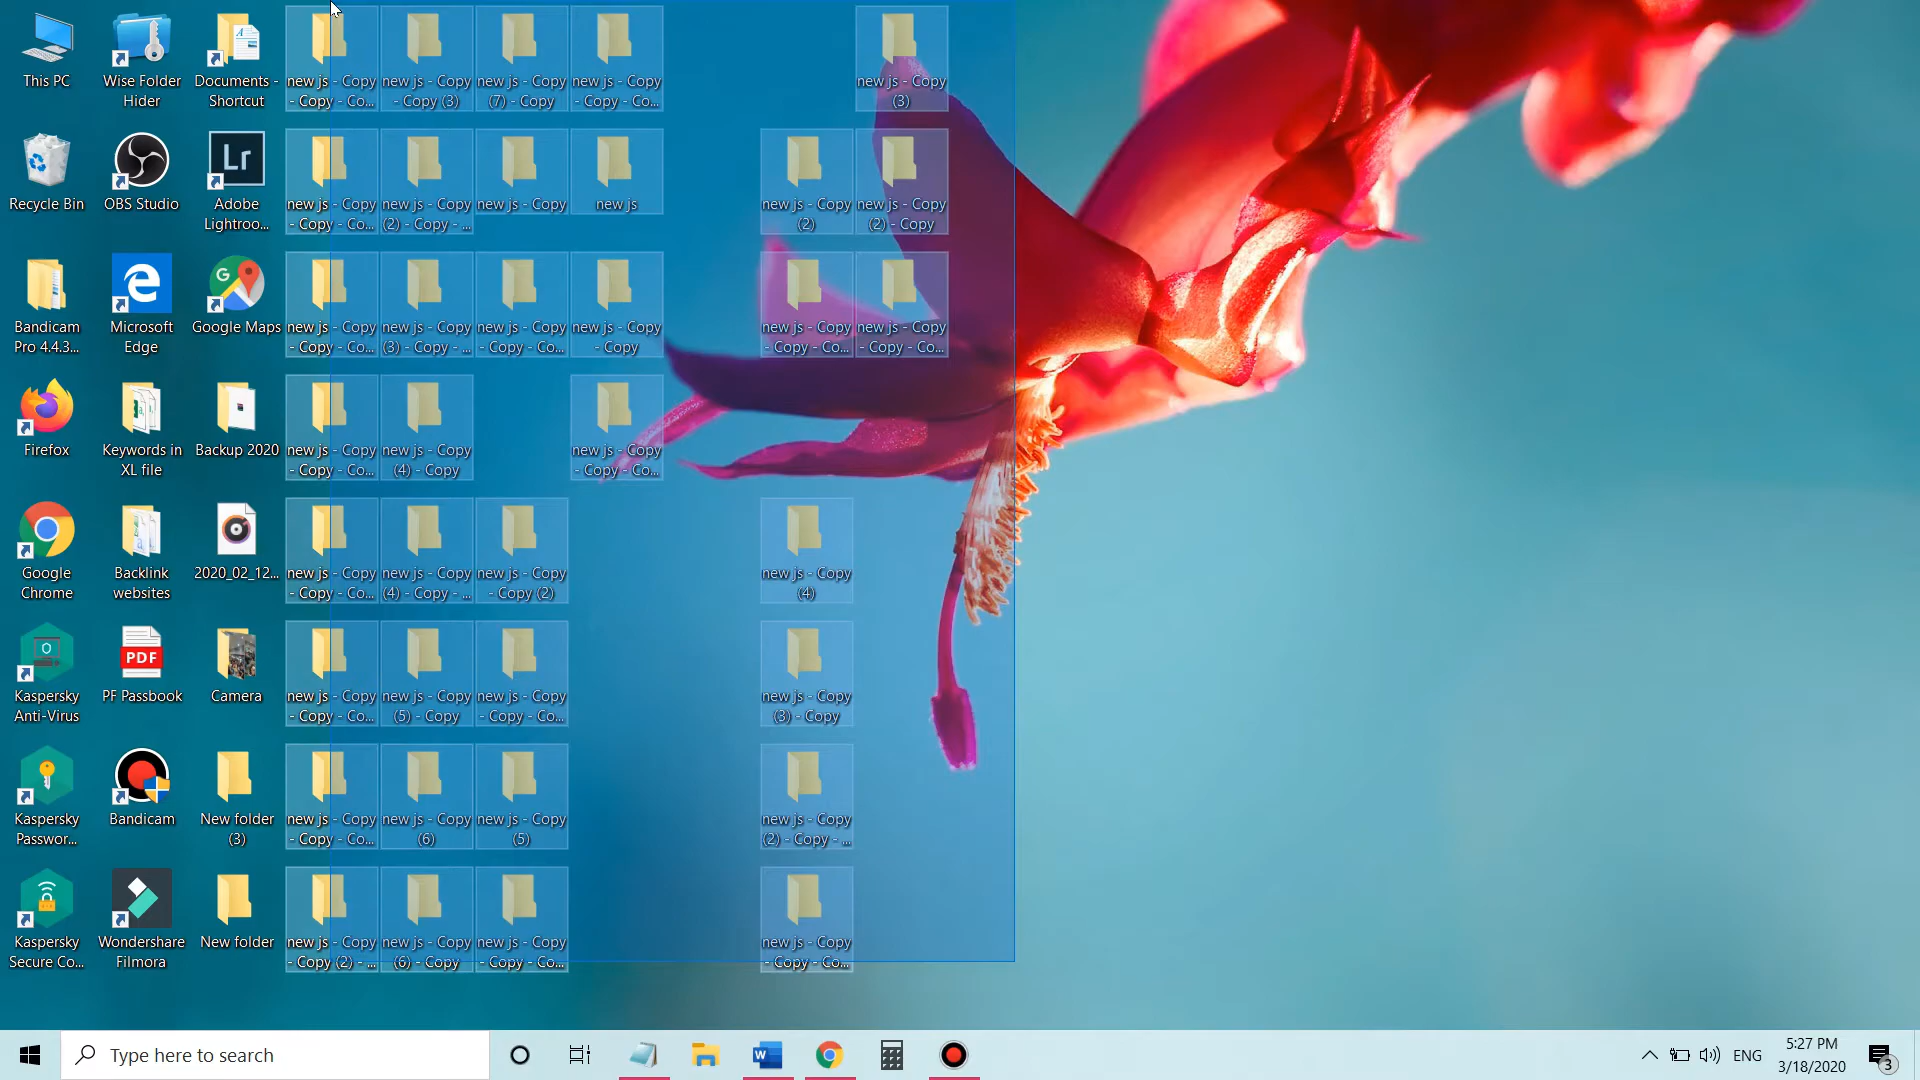 This PC
Wise Folder
Hider
Documents -
Shortcut
new js - Copy
- Copy - Co...
new js - Copy
- Copy (3)
new js - Copy
(7) - Copy
new js - Copy
- Copy - Co...
new js - Copy
(3)
Recycle Bin
OBS Studio
Lr
Adobe
Lightroo...
new js - Copy
- Copy - Co...
new js - Copy
(2) - Copy - ...
new js - Copy
new js
new js - Copy
(2)
new js - Copy
(2) - Copy
Bandicam
Pro 4.4.3...
Microsoft
Edge
G
Google Maps
new js - Copy
- Copy - Co...
new js - Copy
(3) - Copy - ...
new js - Copy
- Copy - Co...
new js - Copy
- Copy
new js - Copy
- Copy - Co...
new js - Copy
- Copy - Co...
Firefox
Keywords in
XL file
Backup 2020
new js - Copy
- Copy - Co...
new js - Copy
(4) - Copy
new js - Copy
- Copy - Co...
Google
Chrome
Backlink
websites
2020_02_12...
new js - Copy
- Copy - Co...
new js - Copy
(4) - Copy - ...
new js - Copy
- Copy (2)
new js - Copy
(4)
Kaspersky
Anti-Virus
PDF
PF Passbook
Camera
new js - Copy
- Copy - Co...
new js - Copy
(5) - Copy
new js - Copy
- Copy - Co...
new js - Copy
(3) - Copy
Kaspersky
Passwor...
Bandicam
New folder
(3)
new js - Copy
- Copy - Co...
new js - Copy
(6)
new js - Copy
(5)
new js - Copy
(2) - Copy - ...
Kaspersky
Secure Co...
Wondershare
Filmora
New folder
new js - Copy
- Copy (2) - ...
new js - Copy
(6) - Copy
new js - Copy
- Copy - Co...
new js - Copy
- Copy - Co...
Type here to search
W
ENG
5:27 PM
3/18/2020
3